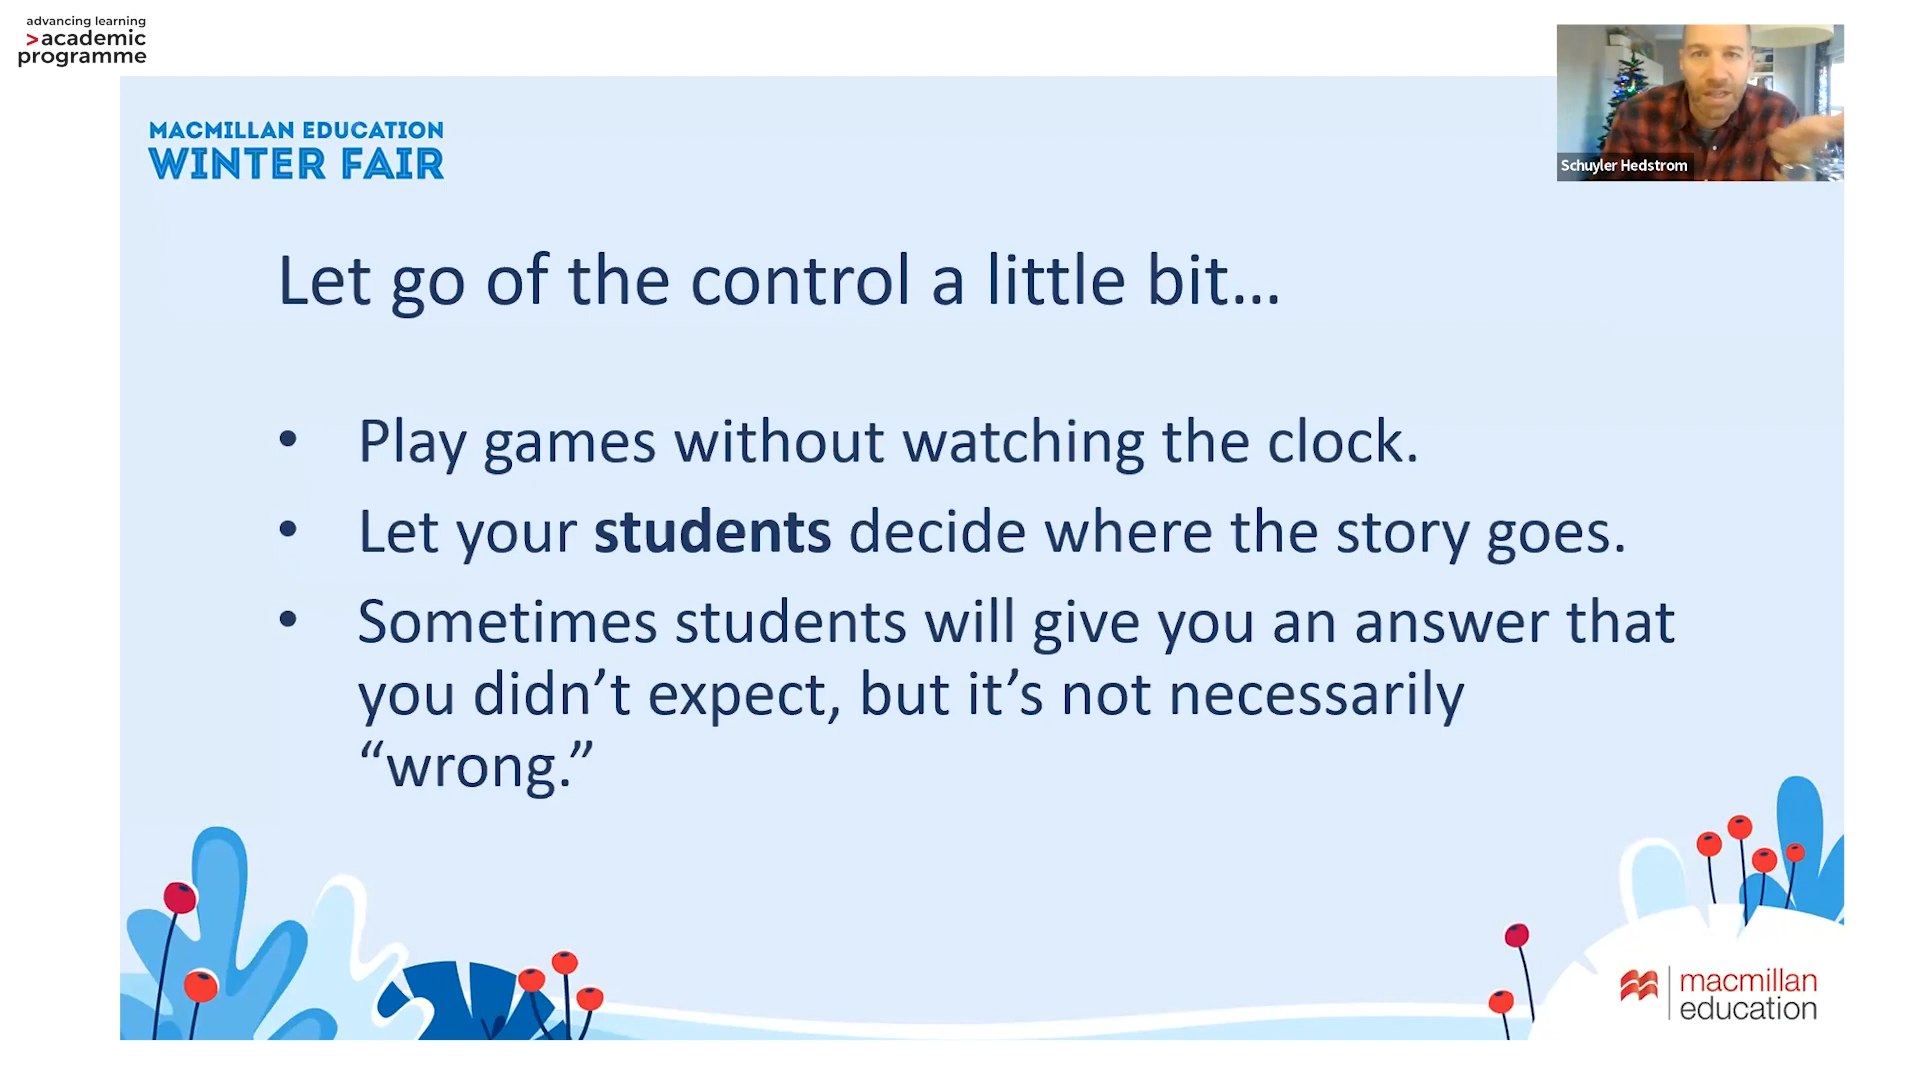 advancing learning
>academic
programme
MACMILLAN EDUCATION
WINTER FAIR
Schuyler Hedstrom
Let go of the control a little bit...
• Play games without watching the clock.
• Let your students decide where the story goes.
• Sometimes students will give you an answer that
you didn’t expect, but it’s not necessarily
“wrong.”
macmillan
education